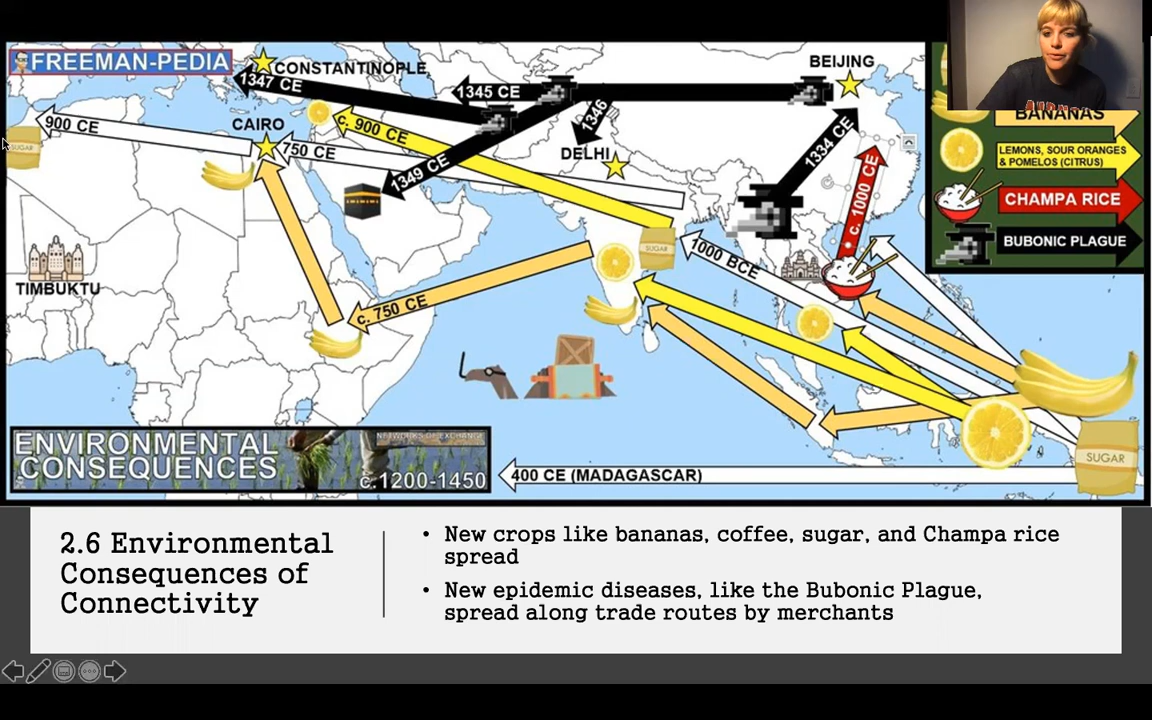 FREEMAN-PEDIA
CONSTANTINOPLE
BEIJING
1347 CE
1345 CE
1346
900 CE
CAIRO
750 CE
c. 900 CE
1349 CE
DELHI
1334 CE
c. 1000 CE
BANANAS
LEMONS, SOUR ORANGES
& POMELOS (CITRUS)
CHAMPA RICE
BUBONIC PLAGUE
SUGAR
SUGAR
1000 BCE
TIMBUKTU
c. 750 CE
SUGAR
ENVIRONMENTAL
CONSEQUENCES
NETWORKS OF EXCHANGE
c.1200-1450
400 CE (MADAGASCAR)
2.6 Environmental
Consequences of
Connectivity
• New crops like bananas, coffee, sugar, and Champa rice
spread
• New epidemic diseases, like the Bubonic Plague,
spread along trade routes by merchants